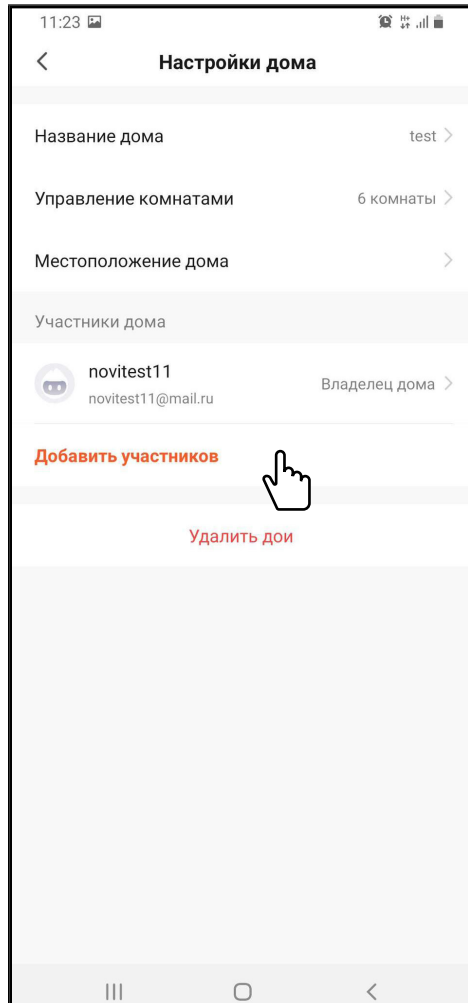 11:23
Настройки дома
Название дома test
Управление комнатами 6 комнаты
Местоположение дома
Участники дома
novitest11
novitest11@mail.ru
Владелец дома
Добавить участников
Удалить дои